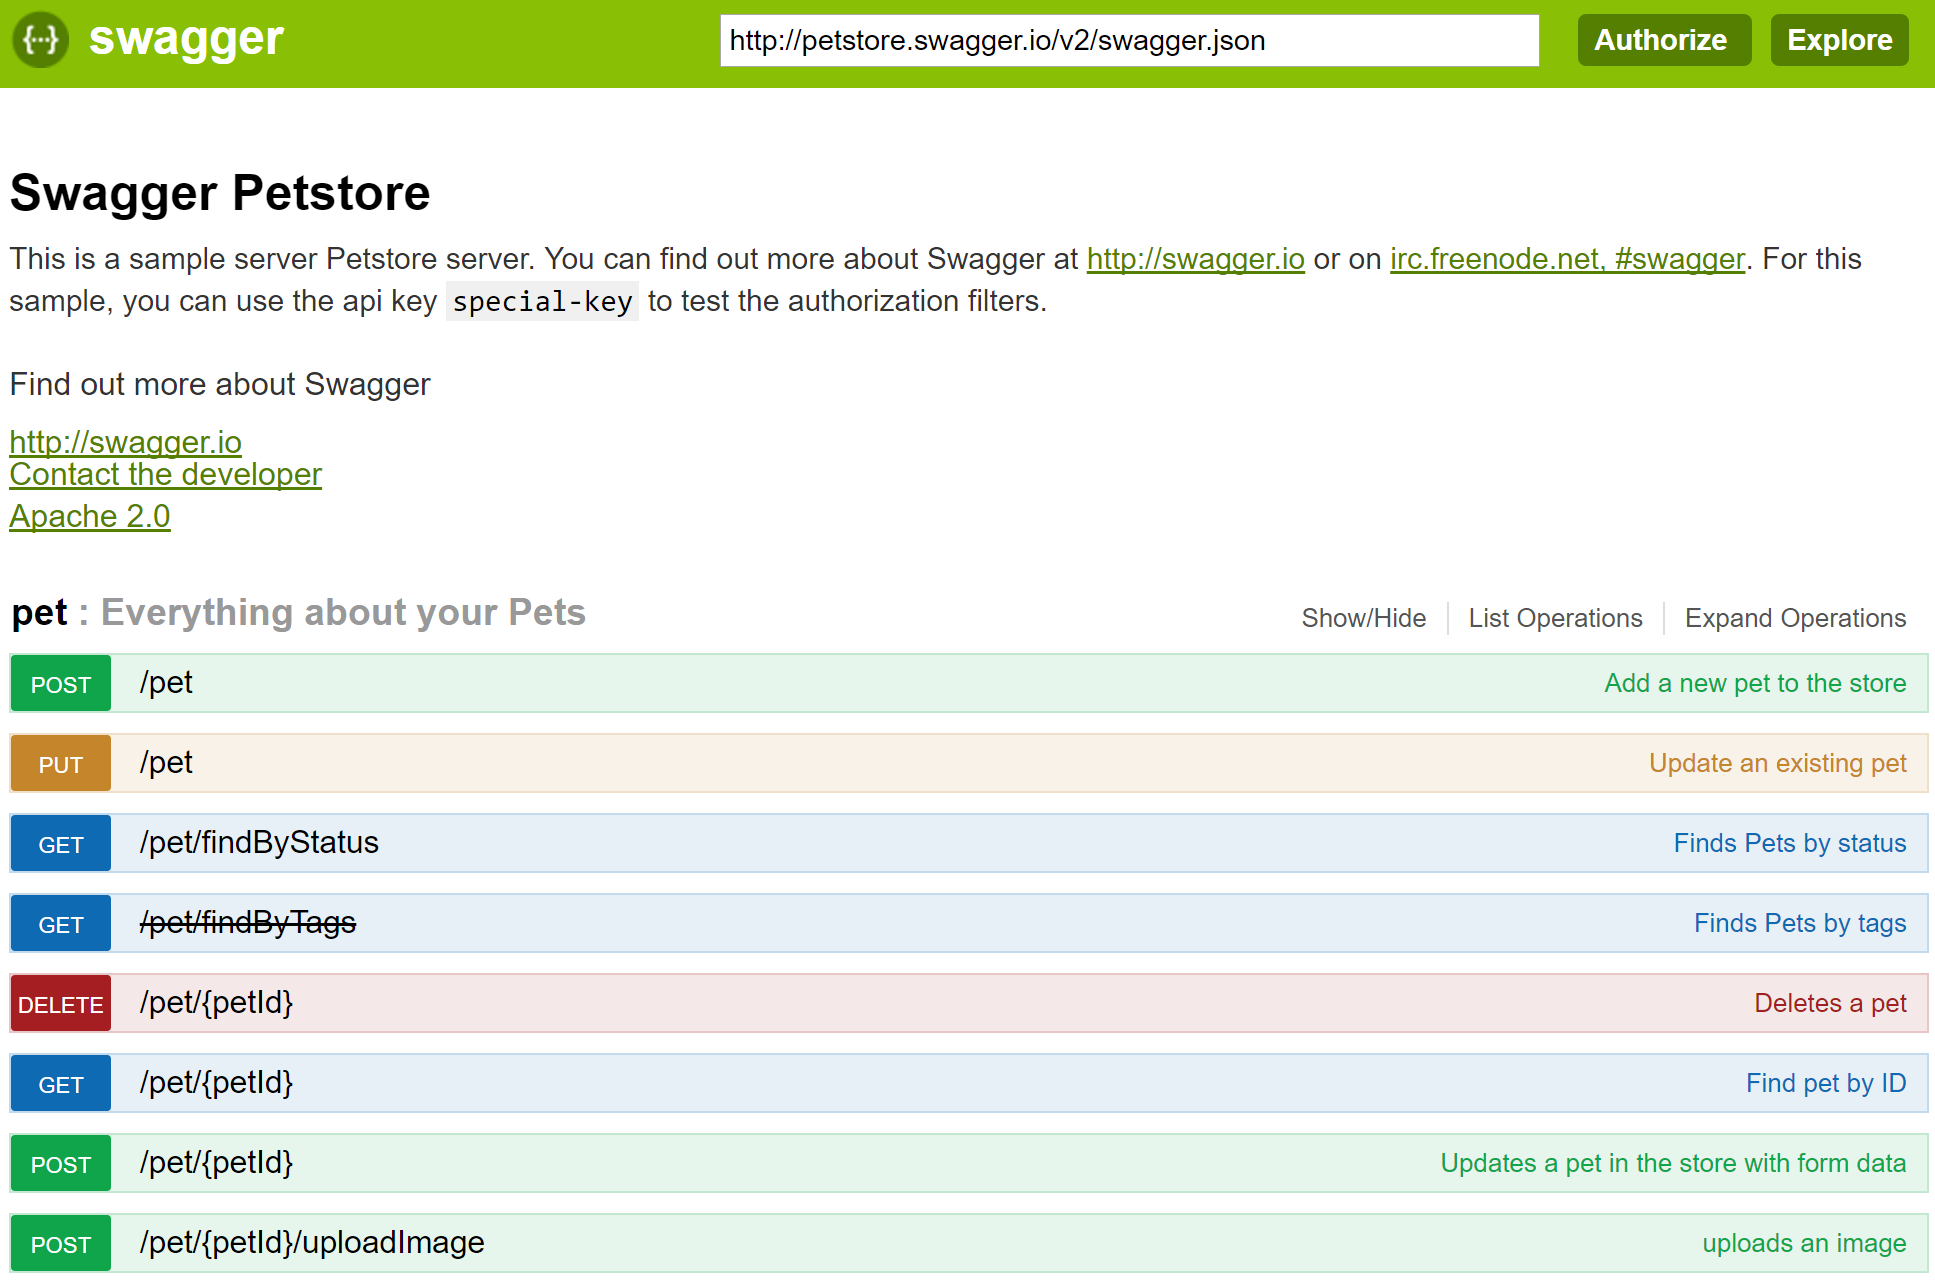 {···} swagger http://petstore.swagger.io/v2/swagger.json Authorize Explore
Swagger Petstore
This is a sample server Petstore server. You can find out more about Swagger at http://swagger.io or on irc.freenode.net, #swagger. For this
sample, you can use the api key special-key to test the authorization filters.
Find out more about Swagger
http://swagger.io
Contact the developer
Apache 2.0
pet : Everything about your Pets Show/Hide List Operations Expand Operations
POST /pet Add a new pet to the store
PUT /pet Update an existing pet
GET /pet/findByStatus Finds Pets by status
GET /pet/findByTags Finds Pets by tags
DELETE /pet/{petId} Deletes a pet
GET /pet/{petId} Find pet by ID
POST /pet/{petId} Updates a pet in the store with form data
POST /pet/{petId}/uploadImage uploads an image